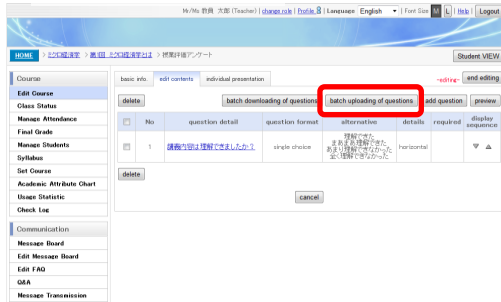 Mr/Ms 教員 太郎 (Teacher) | change role | Profile | Language English | Font Size M L | Help | Logout
HOME > ミクロ経済学 > 第1回 ミクロ経済学とは > 授業評価アンケート
Student VIEW
Course
Edit Course
Class Status
Manage Attendance
Final Grade
Manage Students
Syllabus
Set Course
Academic Attribute Chart
Usage Statistic
Check Log
Communication
Message Board
Edit Message Board
Edit FAQ
Q&A
Message Transmission
basic info. edit contents individual presentation
-editing- end editing
delete batch downloading of questions batch uploading of questions add question preview
No question detail question format alternative details required display sequence
1 講義内容は理解できましたか? single choice 理解できた horizontal ▽ △
まあまあ理解できた
あまり理解できなかった
全く理解できなかった
delete
cancel